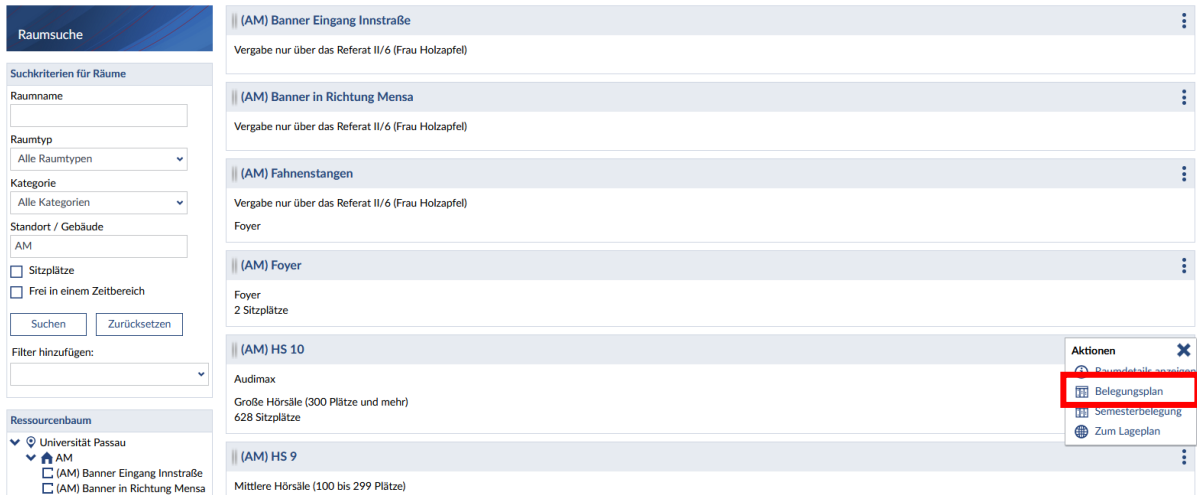 Raumsuche
Suchkriterien für Räume
Raumname
Raumtyp
Alle Raumtypen
Kategorie
Alle Kategorien
Standort / Gebäude
AM
Sitzplätze
Frei in einem Zeitbereich
Suchen Zurücksetzen
Filter hinzufügen:
Ressourcenbaum
Universität Passau
AM
(AM) Banner Eingang Innstraße
(AM) Banner in Richtung Mensa
(AM) Banner Eingang Innstraße
Vergabe nur über das Referat II/6 (Frau Holzapfel)
(AM) Banner in Richtung Mensa
Vergabe nur über das Referat II/6 (Frau Holzapfel)
(AM) Fahnenstangen
Vergabe nur über das Referat II/6 (Frau Holzapfel)
Foyer
(AM) Foyer
Foyer
2 Sitzplätze
(AM) HS 10
Audimax
Große Hörsäle (300 Plätze und mehr)
628 Sitzplätze
Aktionen
Raumdetails anzeigen
Belegungsplan
Semesterbelegung
Zum Lageplan
(AM) HS 9
Mittlere Hörsäle (100 bis 299 Plätze)